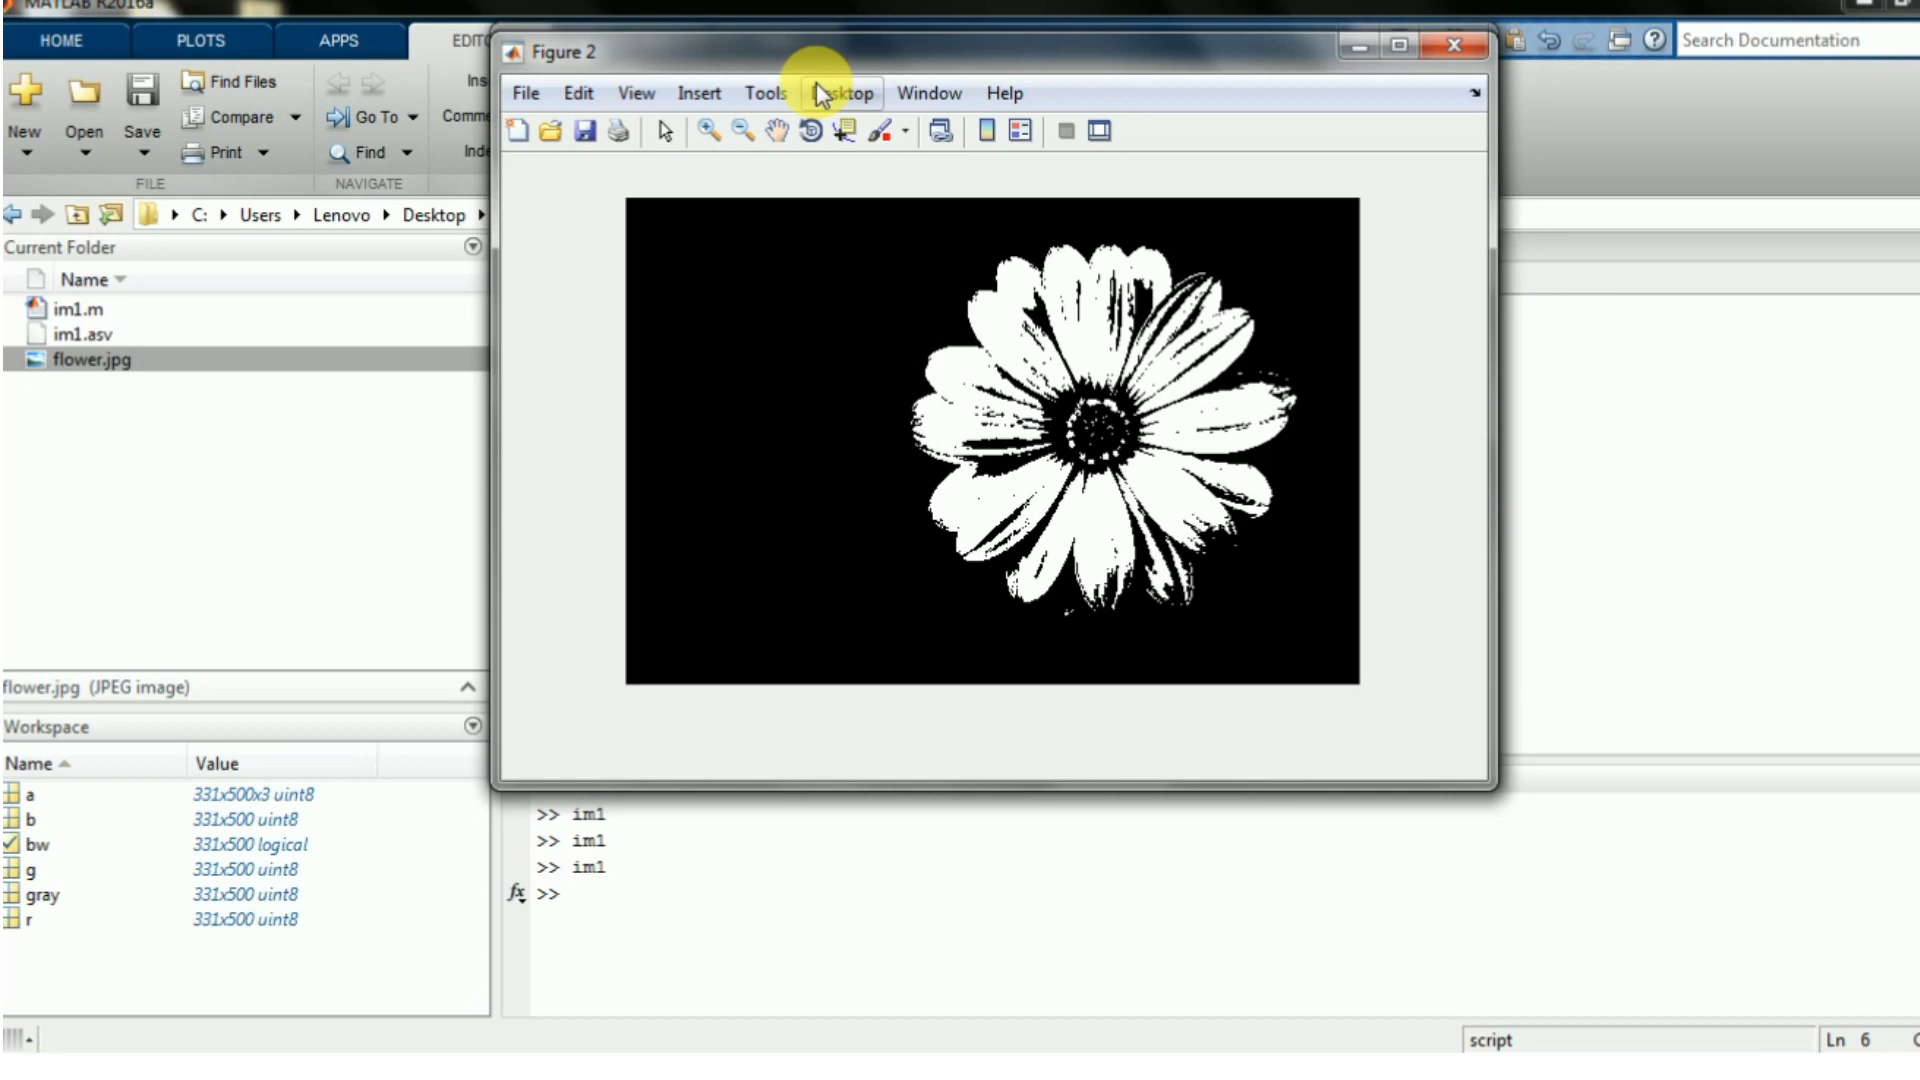 MATLAB R2016a
HOME
PLOTS
APPS
Search Documentation
Figure 2
File
Edit
View
Insert
Tools
Window
Help
New
Open
Save
Find Files
Compare
Print
FILE
Go To
Find
NAVIGATE
C:
Users
Lenovo
Desktop
Current Folder
Name
im1.m
im1.asv
flower.jpg
flower.jpg (JPEG image)
Workspace
Name
Value
a
331x500x3 uint8
b
331x500 uint8
bw
331x500 logical
g
331x500 uint8
gray
331x500 uint8
r
331x500 uint8
>> im1
>> im1
>> im1
fx >>
script
Ln 6